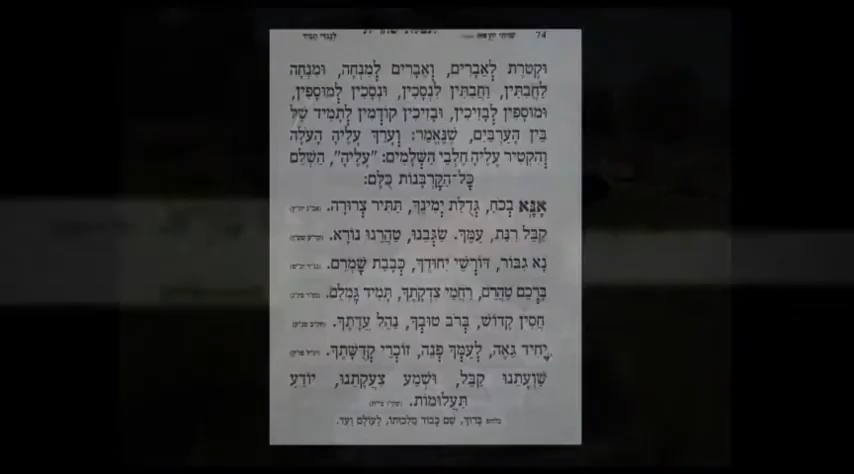 74
וּקְטֹרֶת לְאֵבָרִים, וְאֵבָרִים לְמִנְחָה, וּמִנְחָה
לַחֲבִתִּין, וַחֲבִתִּין לִנְסָכִין, וּנְסָכִין לְמוּסָפִין,
וּמוּסָפִין לְבָזִיכִין, וּבָזִיכִין קוֹדְמִין לְתָמִיד שֶׁל
בֵּין הָעַרְבַּיִם, שֶׁנֶּאֱמַר: וְעָרַךְ עָלֶיהָ הָעֹלָה
וְהִקְטִיר עָלֶיהָ חֶלְבֵי הַשְּׁלָמִים: "עָלֶיהָ", הַשְׁלֵם
כָּל־הַקָּרְבָּנוֹת כֻּלָּם:
אָנָּא בְּכֹחַ, גְּדֻלַּת יְמִינֶךָ, תַּתִּיר צְרוּרָה.
קַבֵּל רִנַּת, עַמֶּךָ. שַׂגְּבֵנוּ, טַהֲרֵנוּ נוֹרָא.
נָא גִבּוֹר, דּוֹרְשֵׁי יִחוּדֶךָ, כְּבָבַת שָׁמְרֵם.
בָּרְכֵם טַהֲרֵם, רַחֲמֵי צִדְקָתֶךָ, תָּמִיד גָּמְלֵם.
חֲסִין קָדוֹשׁ, בְּרֹב טוּבְךָ, נַהֵל עֲדָתֶךָ.
יָחִיד גֵּאֶה, לְעַמְּךָ פְּנֵה, זוֹכְרֵי קְדֻשָּׁתֶךָ.
שַׁוְעָתֵנוּ קַבֵּל, וּשְׁמַע צַעֲקָתֵנוּ, יוֹדֵעַ
תַּעֲלוּמוֹת.
בָּרוּךְ, שֵׁם כְּבוֹד מַלְכוּתוֹ, לְעוֹלָם וָעֶד.